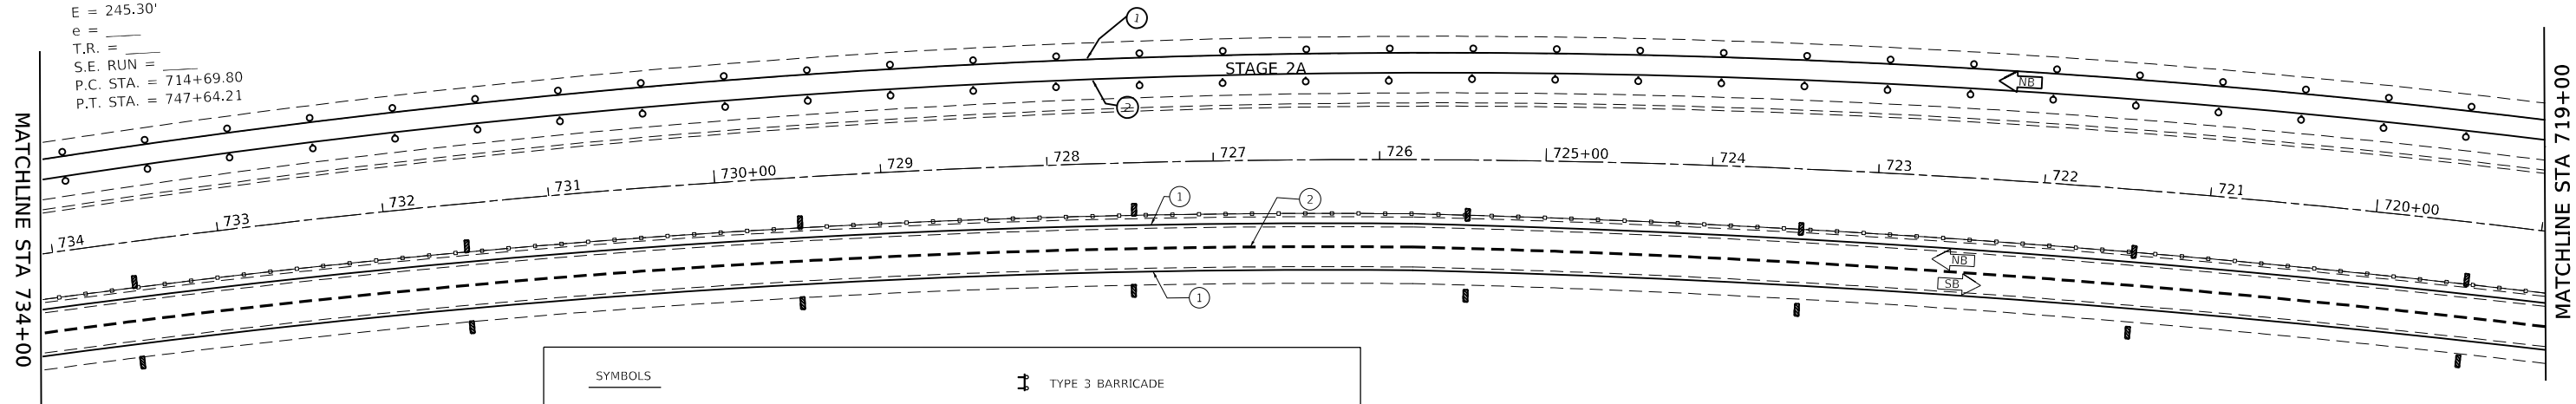 E = 245.30'
e = ____
T.R. = ____
S.E. RUN = ____
P.C. STA. = 714+69.80
P.T. STA. = 747+64.21
1
STAGE 2A
NB
2
MATCHLINE STA 734+00
MATCHLINE STA 719+00
734
733
732
731
730+00
729
728
727
726
725+00
724
723
722
721
720+00
1
2
NB
SB
1
SYMBOLS
TYPE 3 BARRICADE